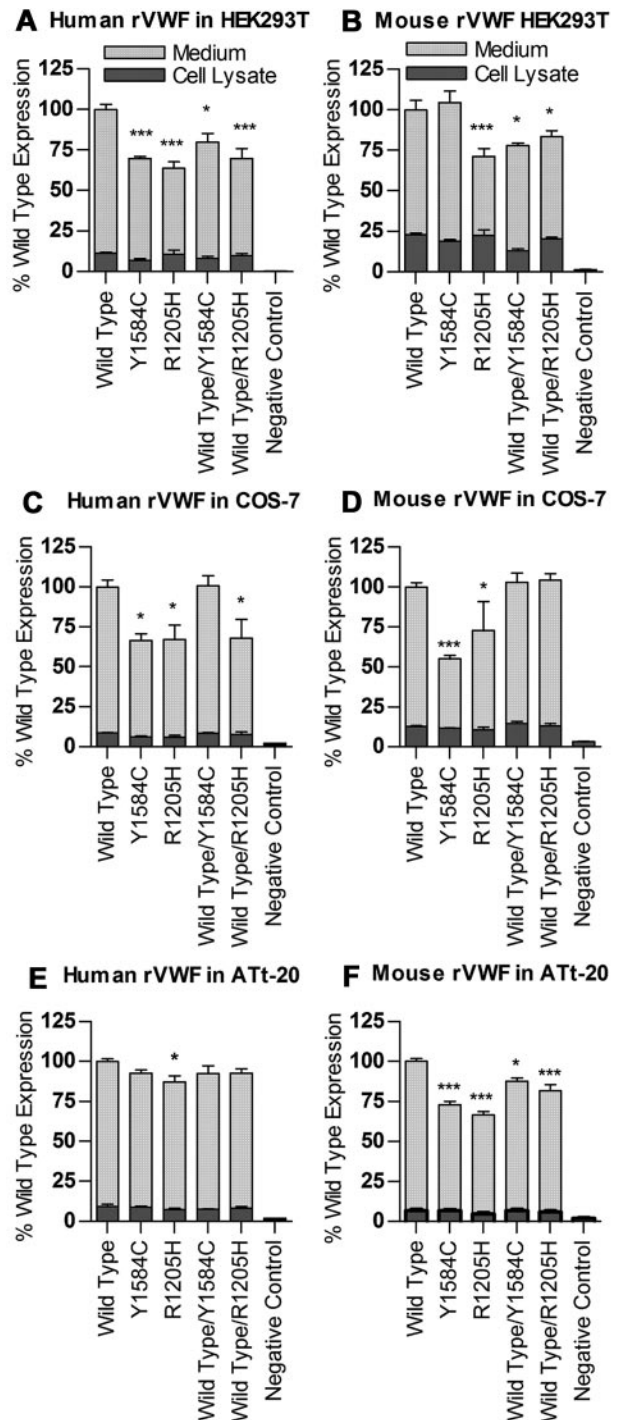 A Human rVWF in HEK293T
Medium
Cell Lysate
% Wild Type Expression
125
100
75
50
25
0
***
***
*
***
Wild Type
Y1584C
R1205H
Wild Type/Y1584C
Wild Type/R1205H
Negative Control
B Mouse rVWF HEK293T
Medium
Cell Lysate
% Wild Type Expression
125
100
75
50
25
0
***
*
*
Wild Type
Y1584C
R1205H
Wild Type/Y1584C
Wild Type/R1205H
Negative Control
C Human rVWF in COS-7
% Wild Type Expression
125
100
75
50
25
0
*
*
*
Wild Type
Y1584C
R1205H
Wild Type/Y1584C
Wild Type/R1205H
Negative Control
D Mouse rVWF in COS-7
% Wild Type Expression
125
100
75
50
25
0
***
*
Wild Type
Y1584C
R1205H
Wild Type/Y1584C
Wild Type/R1205H
Negative Control
E Human rVWF in ATt-20
% Wild Type Expression
125
100
75
50
25
0
*
Wild Type
Y1584C
R1205H
Wild Type/Y1584C
Wild Type/R1205H
Negative Control
F Mouse rVWF in ATt-20
% Wild Type Expression
125
100
75
50
25
0
***
***
*
***
Wild Type
Y1584C
R1205H
Wild Type/Y1584C
Wild Type/R1205H
Negative Control